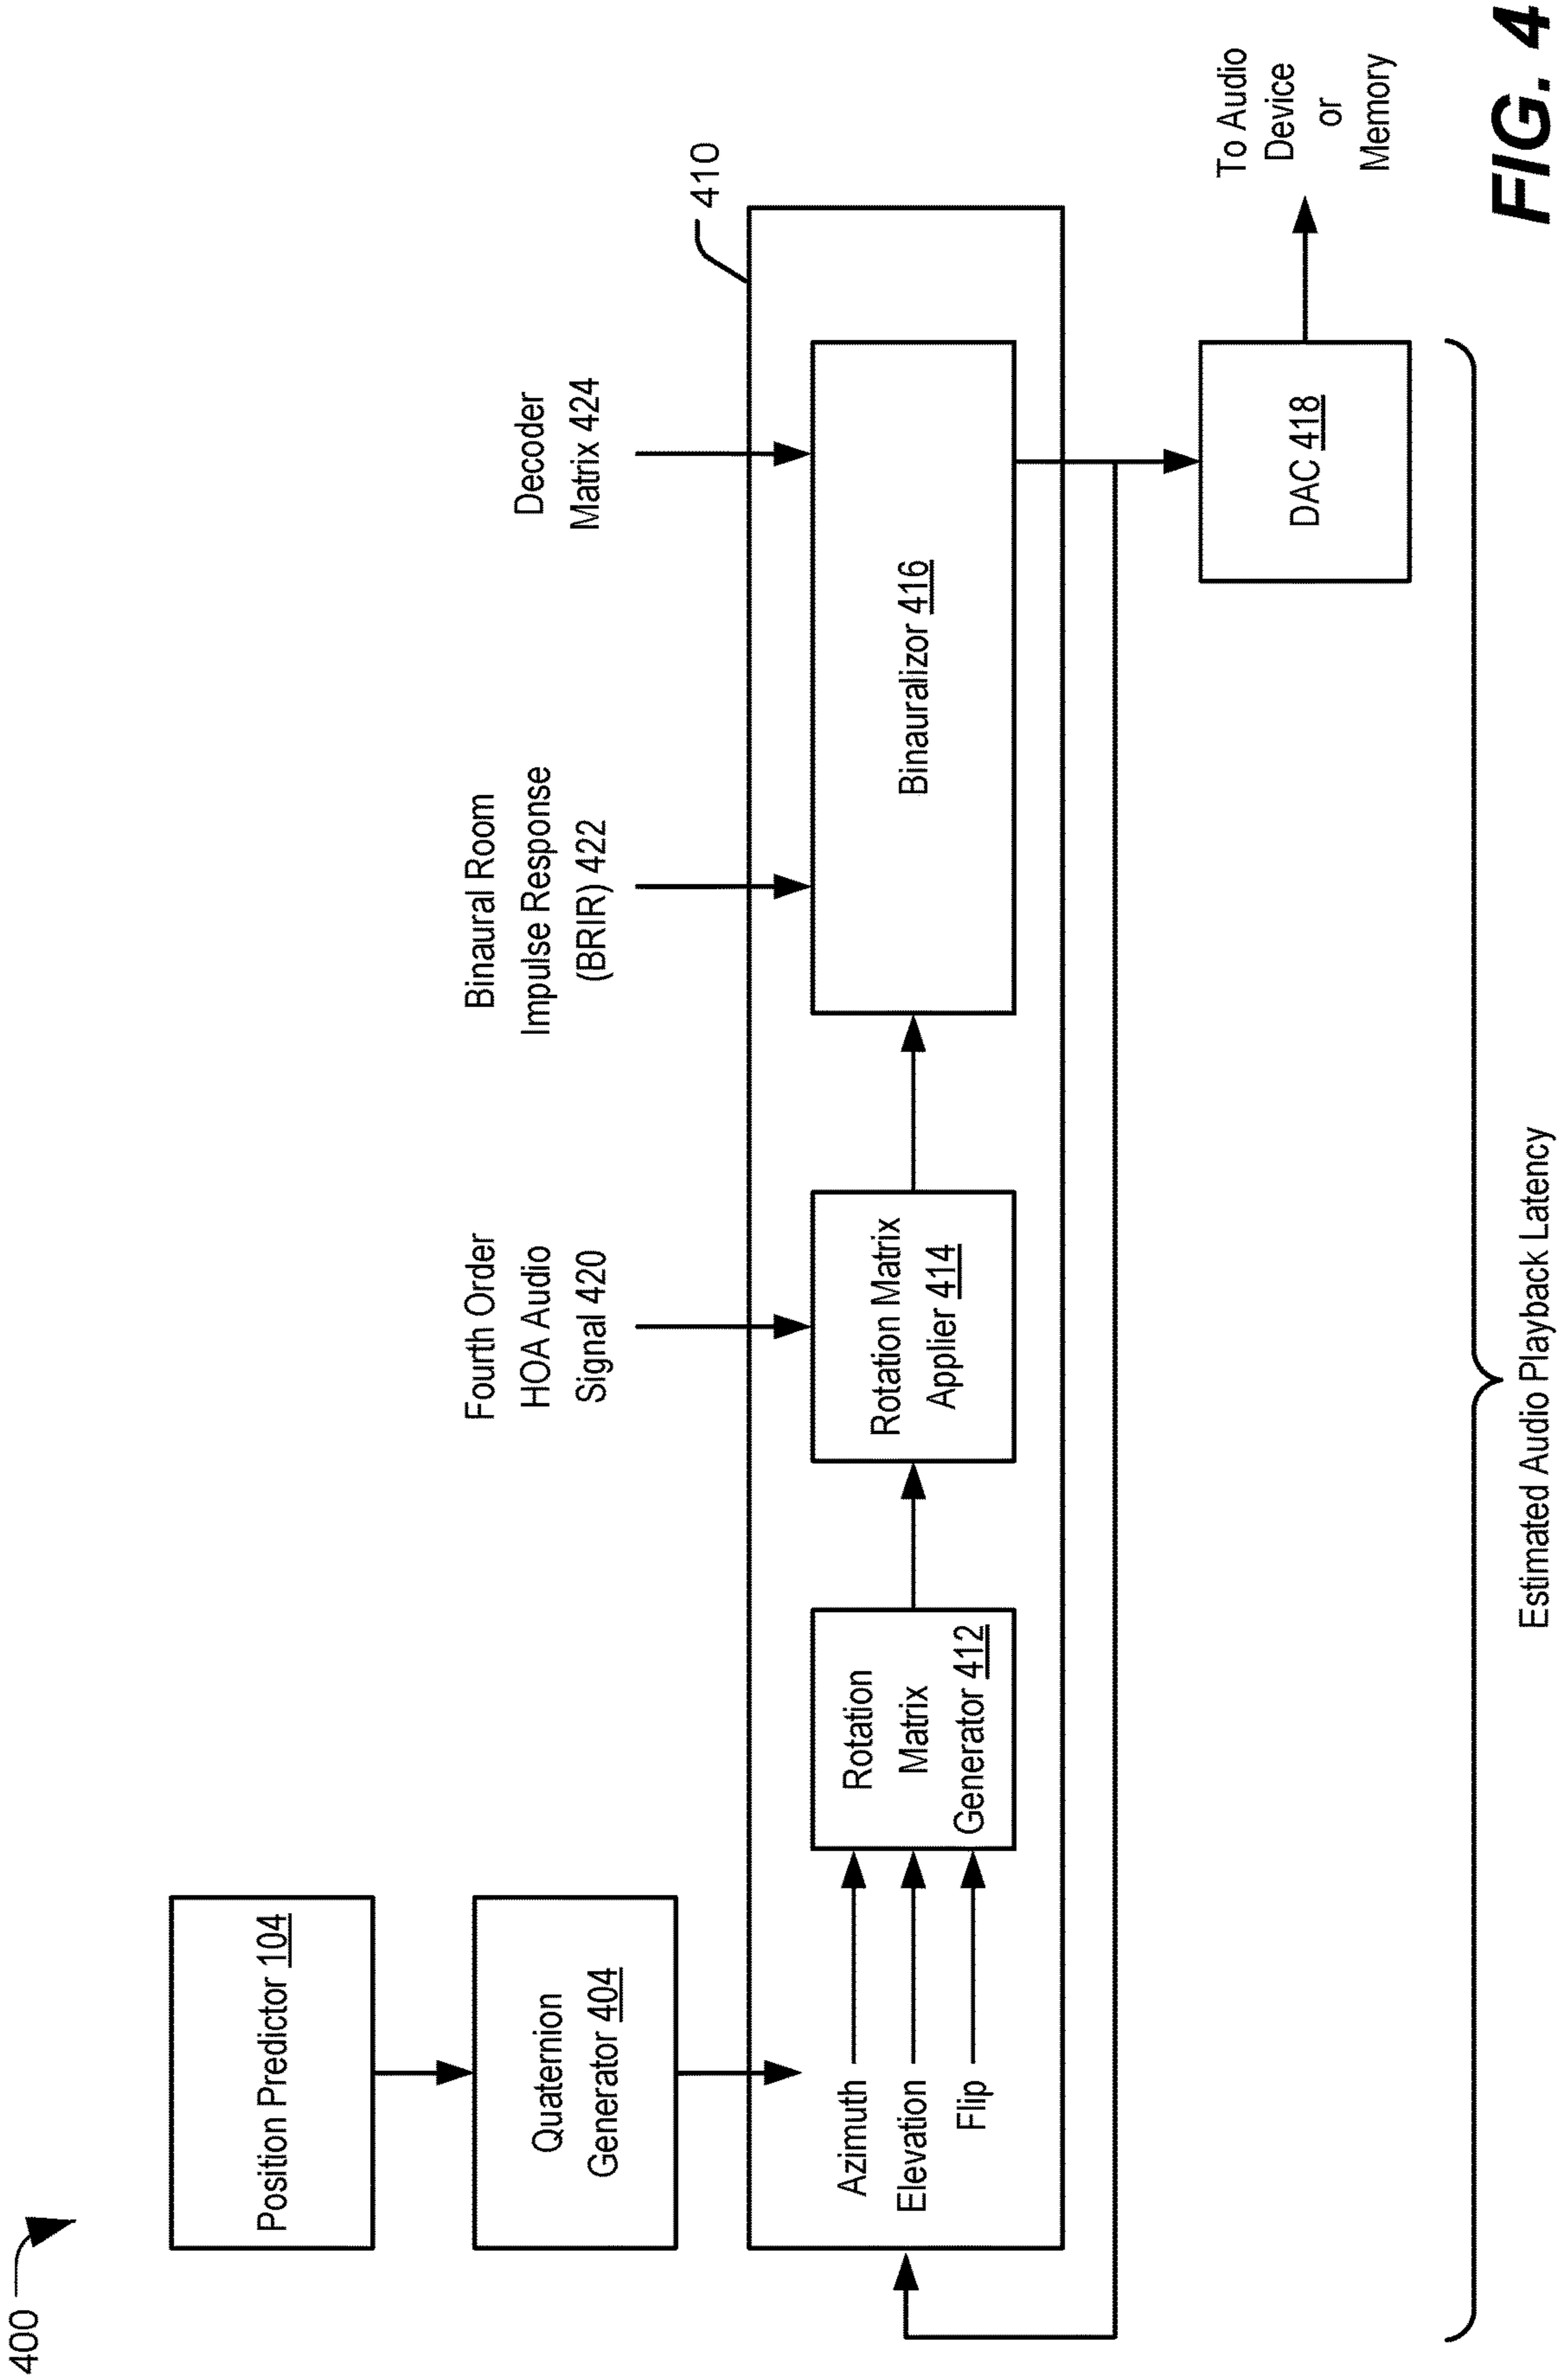 400
Position Predictor 104
Quaternion
Generator 404
Fourth Order
HOA Audio
Signal 420
Binaural Room
Impulse Response
(BRIR) 422
Decoder
Matrix 424
410
Azimuth
Elevation
Flip
Rotation
Matrix
Generator 412
Rotation Matrix
Applier 414
Binauralizor 416
DAC 418
To Audio
Device
or
Memory
Estimated Audio Playback Latency
FIG. 4